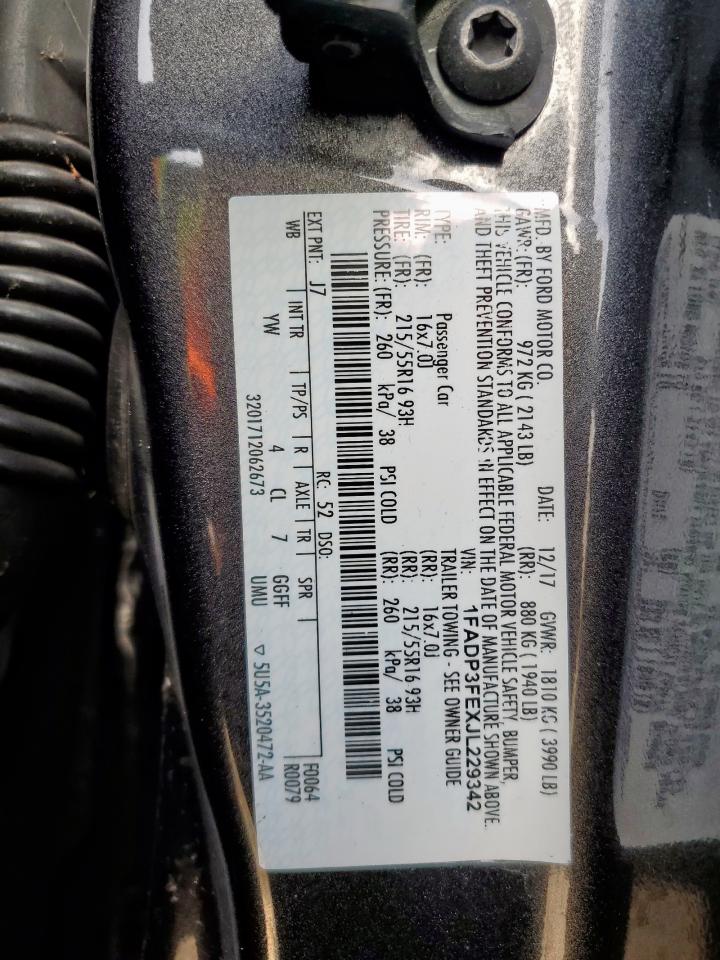 MFD. BY FORD MOTOR CO. DATE: 12/17 GVWR: 1810 KG ( 3990 LB)
GAWR:(FR): 972 KG ( 2143 LB) (RR): 880 KG ( 1940 LB)
THIS VEHICLE CONFORMS TO ALL APPLICABLE FEDERAL MOTOR VEHICLE SAFETY, BUMPER,
AND THEFT PREVENTION STANDARDS IN EFFECT ON THE DATE OF MANUFACTURE SHOWN ABOVE.
VIN: 1FADP3FEXJL229342
TYPE: Passenger Car TRAILER TOWING - SEE OWNER GUIDE
RIM: (FR): 16x7.0J (RR): 16x7.0J
TIRE: (FR): 215/55R16 93H (RR): 215/55R16 93H
PRESSURE: (FR): 260 kPa/ 38 PSI COLD (RR): 260 kPa/ 38 PSI COLD
EXT PNT: J7 RC: 52 DSO: F0064
WB INT TR TP/PS R AXLE TR SPR R0079
YW 4 CL 7 GGFF
3201712062673 UMU ▽ 5U5A-3520472-AA